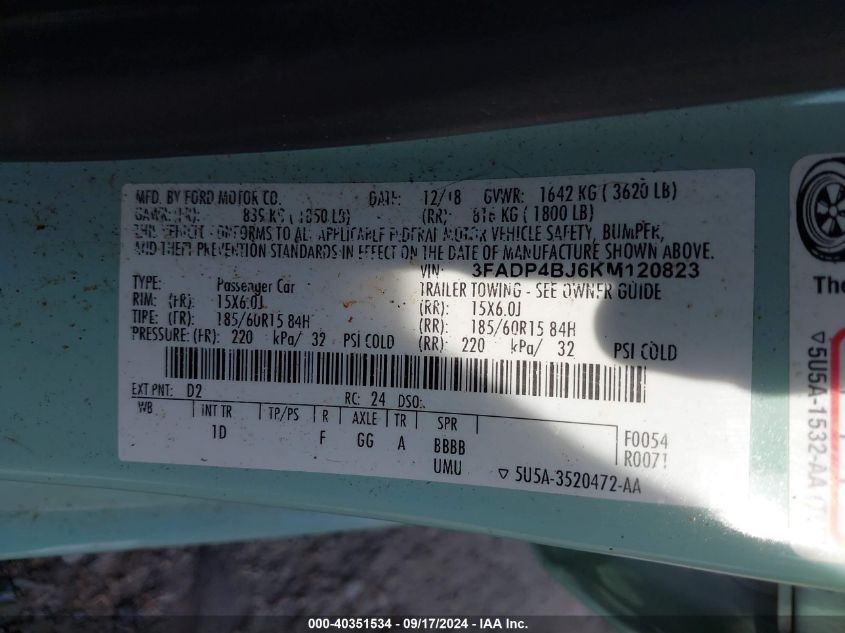 MFD. BY FORD MOTOR CO. DATE: 12/18 GVWR: 1642 KG ( 3620 LB)
GAWR: (FR): 839 KG ( 1850 LB) (RR): 816 KG ( 1800 LB)
THIS VEHICLE CONFORMS TO ALL APPLICABLE FEDERAL MOTOR VEHICLE SAFETY, BUMPER,
AND THEFT PREVENTION STANDARDS IN EFFECT ON THE DATE OF MANUFACTURE SHOWN ABOVE.
VIN: 3FADP4BJ6KM120823
TYPE: Passenger Car TRAILER TOWING - SEE OWNER GUIDE
RIM: (FR): 15X6.0J (RR): 15X6.0J
TIRE: (FR): 185/60R15 84H (RR): 185/60R15 84H
PRESSURE: (FR): 220 kPa/ 32 PSI COLD (RR): 220 kPa/ 32 PSI COLD
EXT PNT: D2 RC: 24 DSO:
WB INT TR TP/PS R AXLE TR SPR
1D F GG A BBBB F0054
UMU R0071
▽ 5U5A-3520472-AA
The
▽5U5A-1532-AA
000-40351534 - 09/17/2024 - IAA Inc.